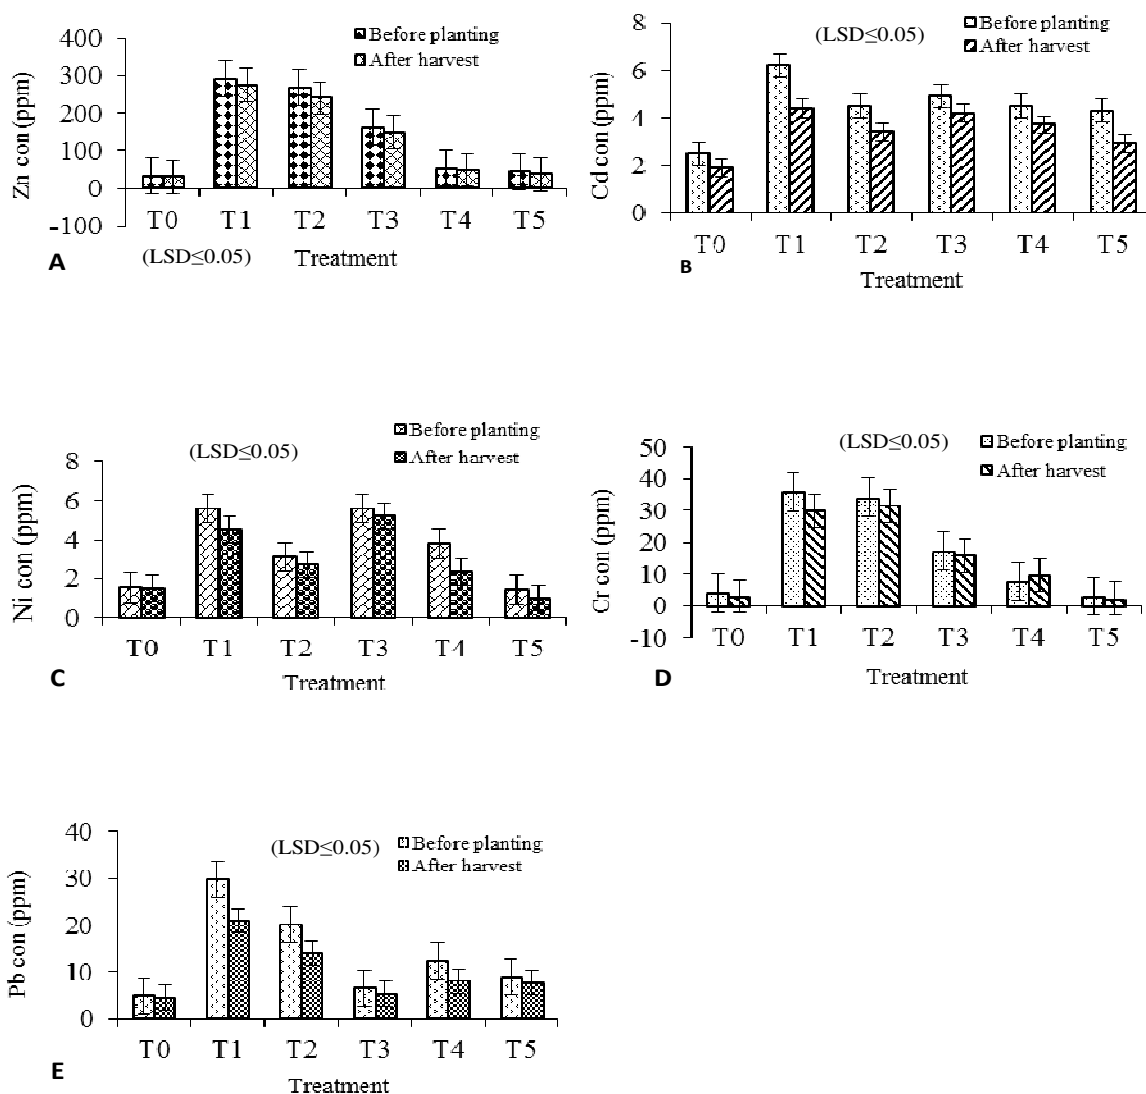 400
300
200
100
0
-100
Zn con (ppm)
Before planting
After harvest
T0 T1 T2 T3 T4 T5
(LSD≤0.05) Treatment
A
8
6
4
2
0
Cd con (ppm)
(LSD≤0.05)
Before planting
After harvest
T0 T1 T2 T3 T4 T5
Treatment
B
8
6
4
2
0
Ni con (ppm)
(LSD≤0.05)
Before planting
After harvest
T0 T1 T2 T3 T4 T5
Treatment
C
50
40
30
20
10
0
-10
Cr con (ppm)
(LSD≤0.05)
Before planting
After harvest
T0 T1 T2 T3 T4 T5
Treatment
D
40
30
20
10
0
Pb con (ppm)
(LSD≤0.05)
Before planting
After harvest
T0 T1 T2 T3 T4 T5
Treatment
E